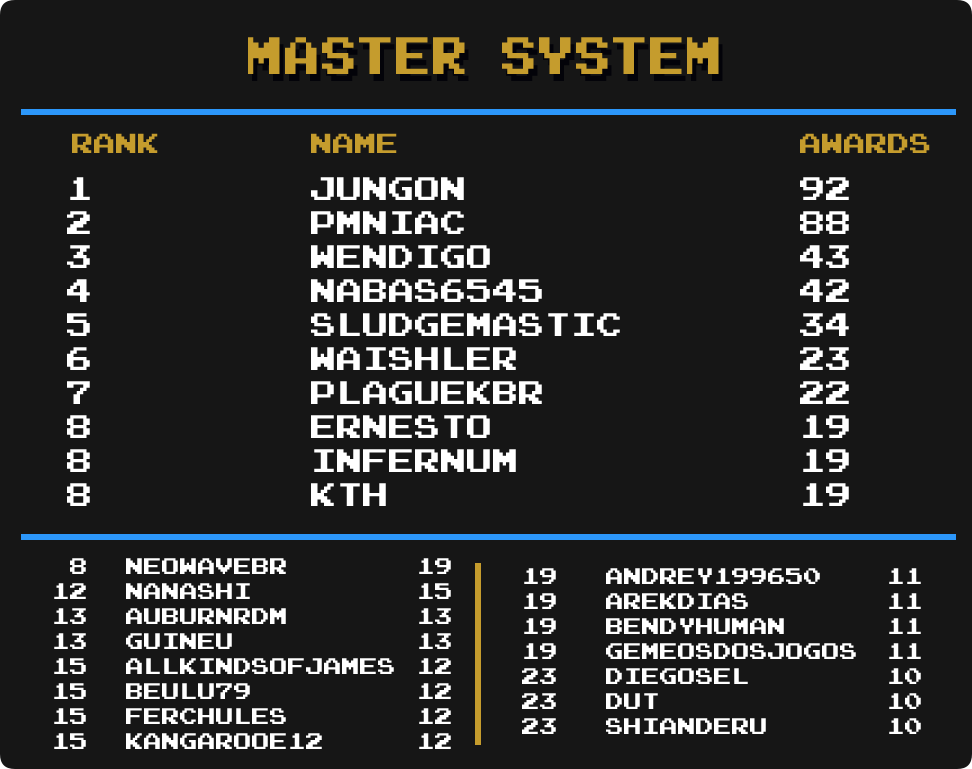 MASTER SYSTEM
RANK NAME AWARDS
1 JUNGON 92
2 PMNIAC 88
3 WENDIGO 43
4 NABAS6545 42
5 SLUDGEMASTIC 34
6 WAISHLER 23
7 PLAGUEKBR 22
8 ERNESTO 19
8 INFERNUM 19
8 KTH 19
8 NEOWAVEBR 19
12 NANASHI 15
13 AUBURNRDM 13
13 GUINEU 13
15 ALLKINDSOFJAMES 12
15 BEULU79 12
15 FERCHULES 12
15 KANGAROOE12 12
19 ANDREY199650 11
19 AREKDIAS 11
19 BENDYHUMAN 11
19 GEMEOSDOSJOGOS 11
23 DIEGOSEL 10
23 DUT 10
23 SHIANDERU 10